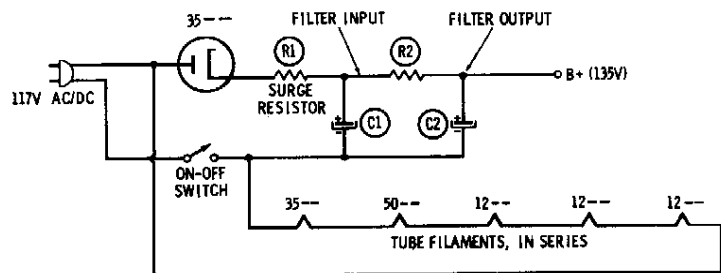 35--
FILTER INPUT
FILTER OUTPUT
R1
R2
B+ (135V)
117V AC/DC
SURGE
RESISTOR
C1
C2
ON-OFF
SWITCH
35-- 50-- 12-- 12-- 12--
TUBE FILAMENTS, IN SERIES